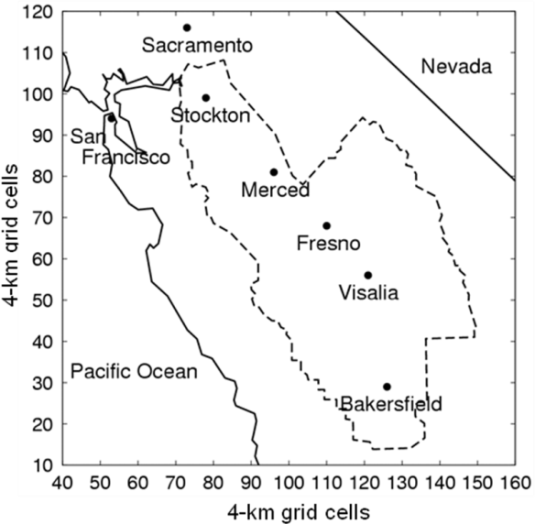 120
110
100
90
80
70
60
50
40
30
20
10
4-km grid cells
Sacramento
Nevada
Stockton
San
Francisco
Merced
Fresno
Visalia
Pacific Ocean
Bakersfield
40 50 60 70 80 90 100 110 120 130 140 150 160
4-km grid cells